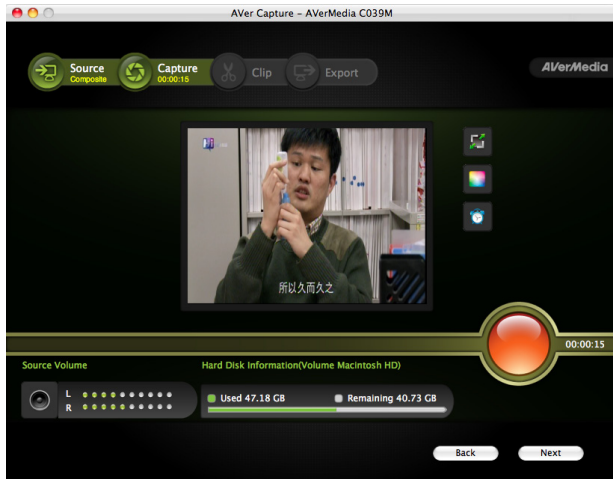 AVer Capture – AVerMedia C039M
Source
Composite
Capture
00:00:15
Clip
Export
AVerMedia
所以久而久之
00:00:15
Source Volume
Hard Disk Information(Volume Macintosh HD)
L
R
Used 47.18 GB
Remaining 40.73 GB
Back
Next